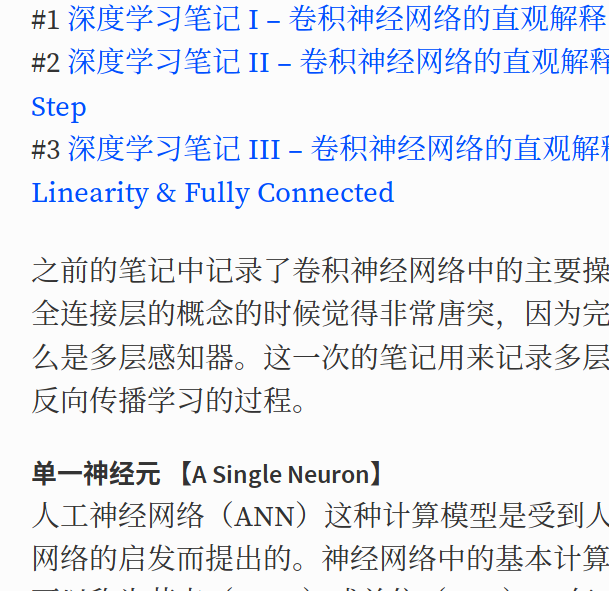 #1 深度学习笔记 I – 卷积神经网络的直观解释
#2 深度学习笔记 II – 卷积神经网络的直观解释
Step
#3 深度学习笔记 III – 卷积神经网络的直观解释
Linearity & Fully Connected
之前的笔记中记录了卷积神经网络中的主要操
全连接层的概念的时候觉得非常唐突，因为完
么是多层感知器。这一次的笔记用来记录多层
反向传播学习的过程。
单一神经元 【A Single Neuron】
人工神经网络（ANN）这种计算模型是受到人
网络的启发而提出的。神经网络中的基本计算